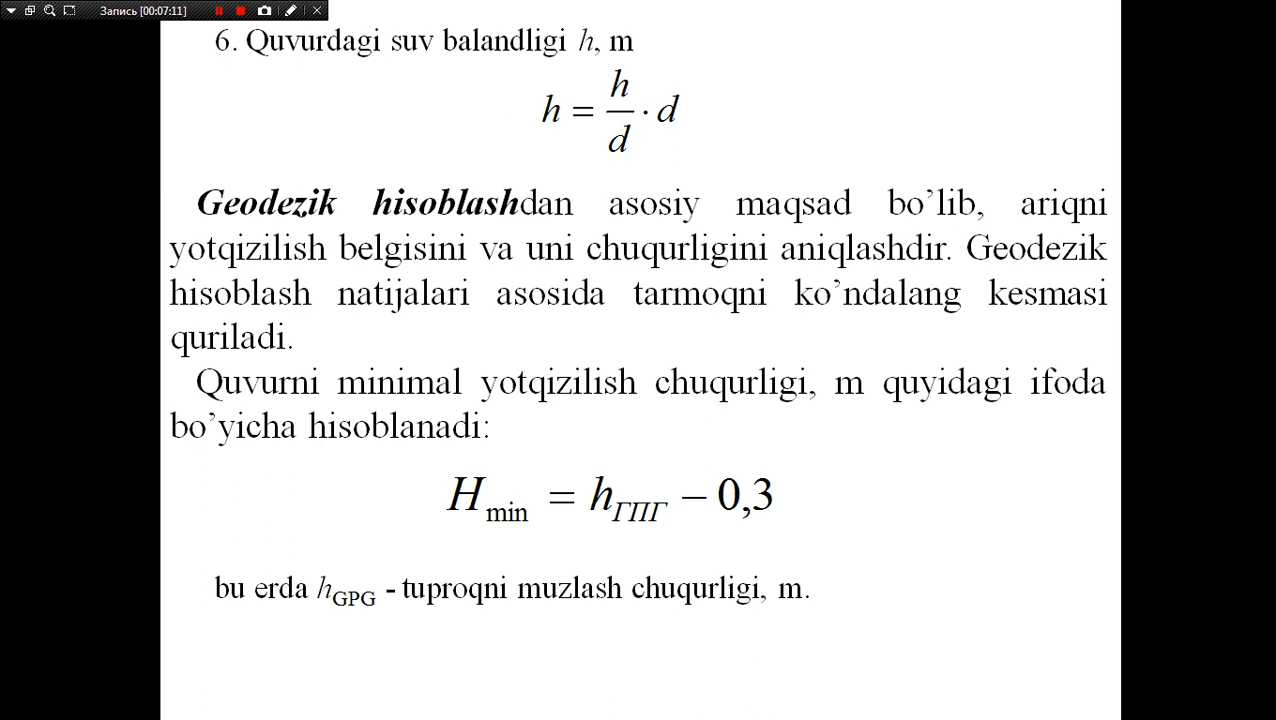 Запись [00:07:11]
6. Quvurdagi suv balandligi h, m
h = h/d · d
Geodezik hisoblashdan asosiy maqsad bo’lib, ariqni
yotqizilish belgisini va uni chuqurligini aniqlashdir. Geodezik
hisoblash natijalari asosida tarmoqni ko’ndalang kesmasi
quriladi.
Quvurni minimal yotqizilish chuqurligi, m quyidagi ifoda
bo’yicha hisoblanadi:
H_min = h_ГПГ − 0,3
bu erda h_GPG - tuproqni muzlash chuqurligi, m.